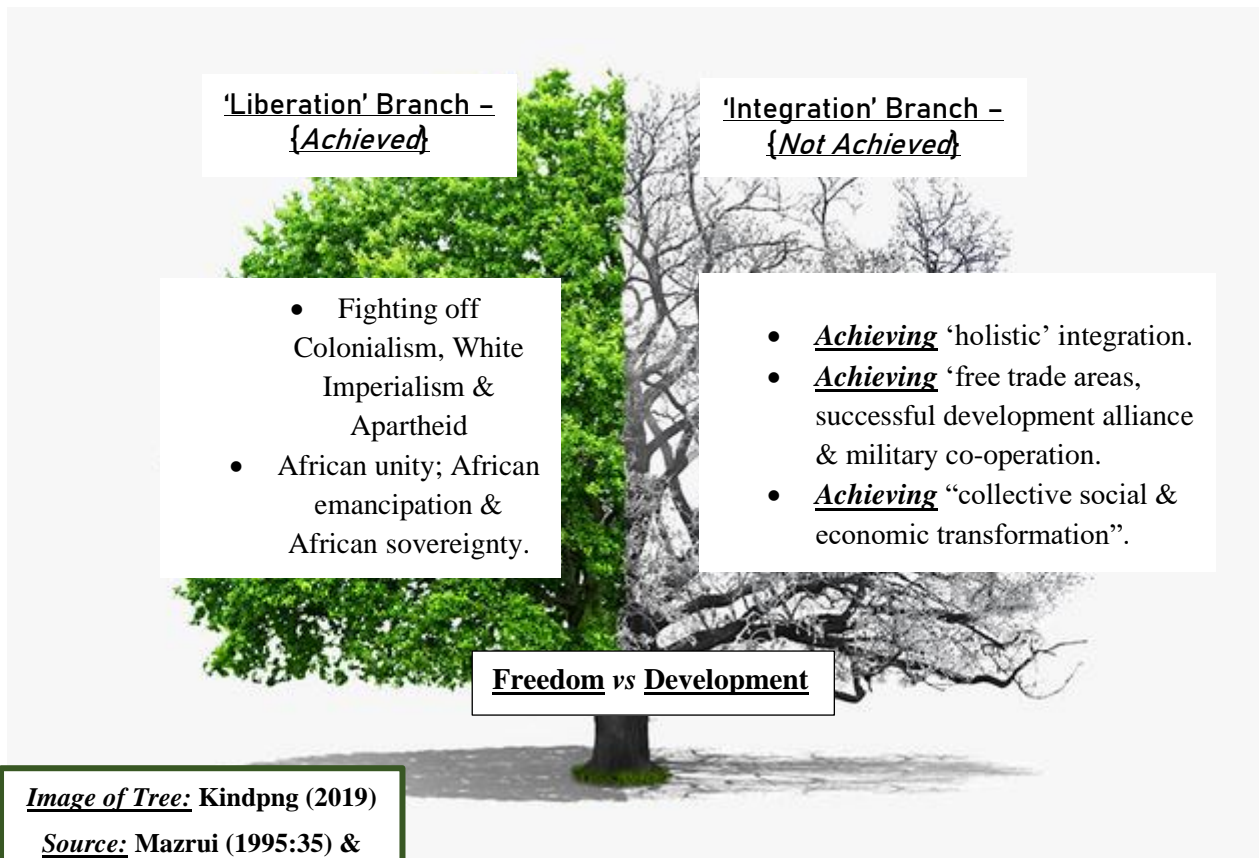 ‘Liberation’ Branch –
{Achieved}
‘Integration’ Branch –
{Not Achieved}
• Fighting off
Colonialism, White
Imperialism &
Apartheid
• African unity; African
emancipation &
African sovereignty.
• Achieving ‘holistic’ integration.
• Achieving ‘free trade areas,
successful development alliance
& military co-operation.
• Achieving “collective social &
economic transformation”.
Freedom vs Development
Image of Tree: Kindpng (2019)
Source: Mazrui (1995:35) &